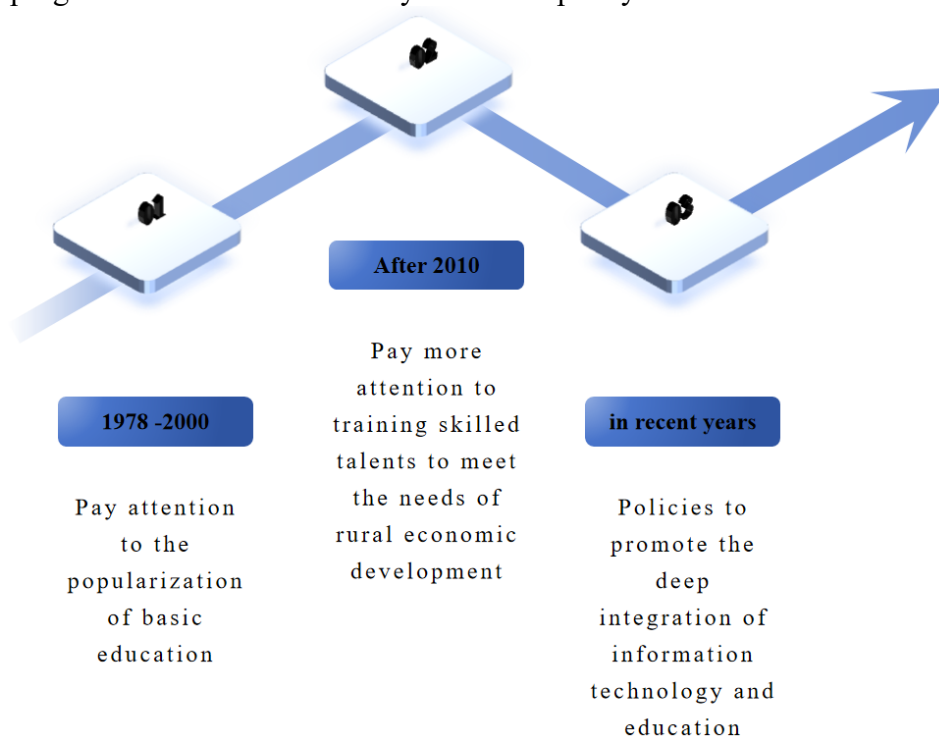 01
1978 -2000
Pay attention
to the
popularization
of basic
education
02
After 2010
Pay more
attention to
training skilled
talents to meet
the needs of
rural economic
development
03
in recent years
Policies to
promote the
deep
integration of
information
technology and
education